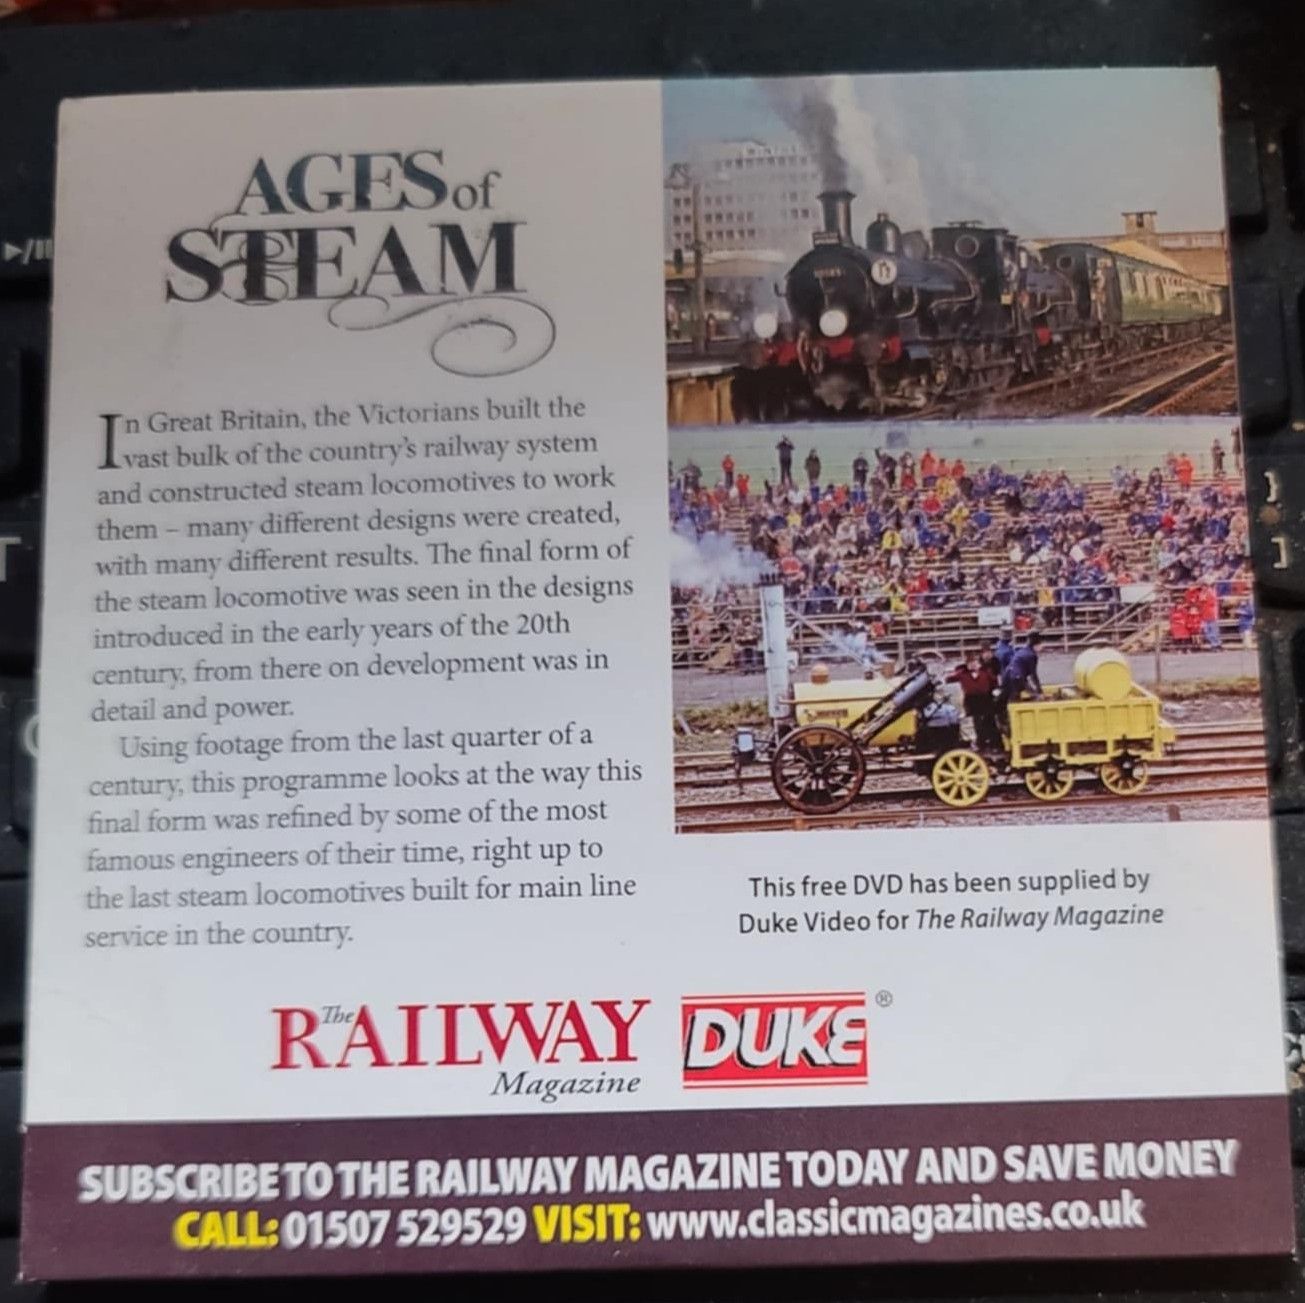 AGES of
STEAM
In Great Britain, the Victorians built the
vast bulk of the country's railway system
and constructed steam locomotives to work
them – many different designs were created,
with many different results. The final form of
the steam locomotive was seen in the designs
introduced in the early years of the 20th
century, from there on development was in
detail and power.
Using footage from the last quarter of a
century, this programme looks at the way this
final form was refined by some of the most
famous engineers of their time, right up to
the last steam locomotives built for main line
service in the country.
This free DVD has been supplied by
Duke Video for The Railway Magazine
The RAILWAY
Magazine
DUKE ®
SUBSCRIBE TO THE RAILWAY MAGAZINE TODAY AND SAVE MONEY
CALL: 01507 529529 VISIT: www.classicmagazines.co.uk
}
]
T